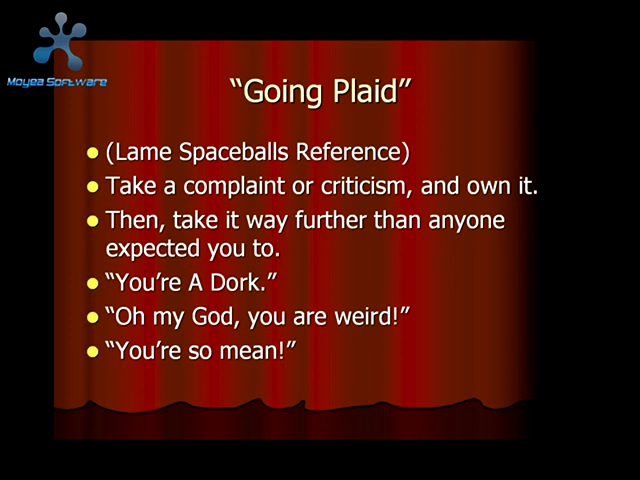 Moyea Software
“Going Plaid”
(Lame Spaceballs Reference)
Take a complaint or criticism, and own it.
Then, take it way further than anyone
expected you to.
“You’re A Dork.”
“Oh my God, you are weird!”
“You’re so mean!”